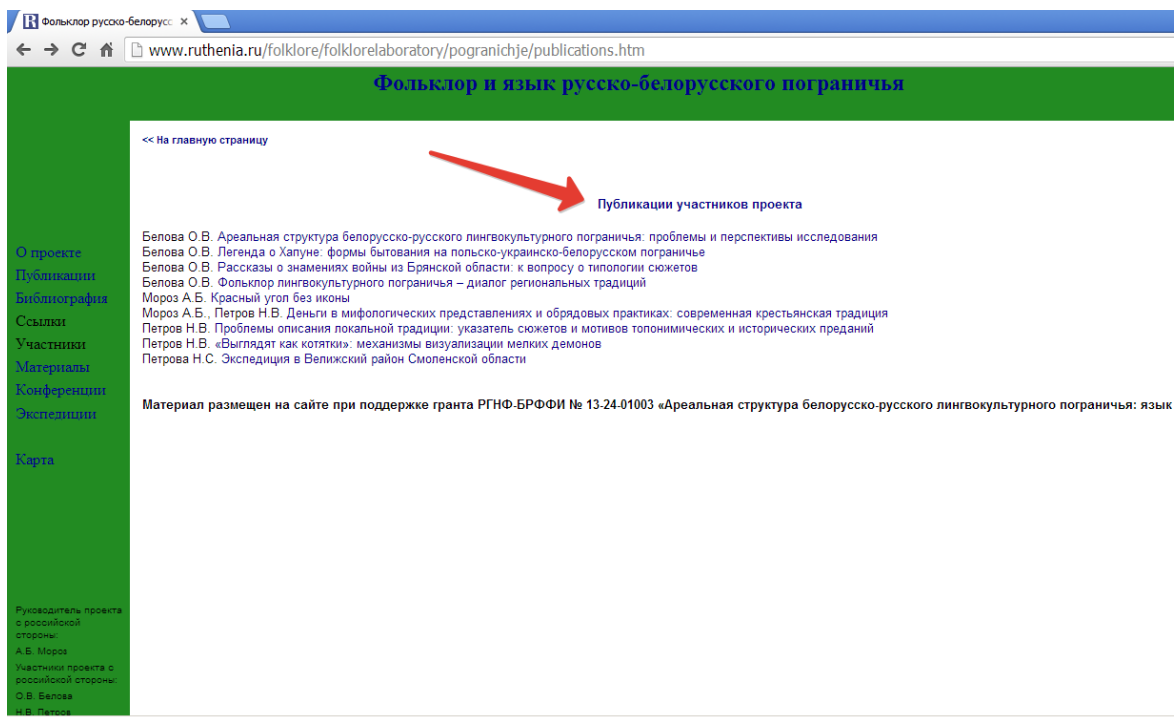 Фольклор русско-белорусс
www.ruthenia.ru/folklore/folklorelaboratory/pogranichje/publications.htm
Фольклор и язык русско-белорусского пограничья
<< На главную страницу
Публикации участников проекта
Белова О.В. Ареальная структура белорусско-русского лингвокультурного пограничья: проблемы и перспективы исследования
Белова О.В. Легенда о Хапуне: формы бытования на польско-украинско-белорусском пограничье
Белова О.В. Рассказы о знамениях войны из Брянской области: к вопросу о типологии сюжетов
Белова О.В. Фольклор лингвокультурного пограничья – диалог региональных традиций
Мороз А.Б. Красный угол без иконы
Мороз А.Б., Петров Н.В. Деньги в мифологических представлениях и обрядовых практиках: современная крестьянская традиция
Петров Н.В. Проблемы описания локальной традиции: указатель сюжетов и мотивов топонимических и исторических преданий
Петров Н.В. «Выглядят как котятки»: механизмы визуализации мелких демонов
Петрова Н.С. Экспедиция в Велижский район Смоленской области
Материал размещен на сайте при поддержке гранта РГНФ-БРФФИ № 13-24-01003 «Ареальная структура белорусско-русского лингвокультурного пограничья: язык
О проекте
Публикации
Библиография
Ссылки
Участники
Материалы
Конференции
Экспедиции
Карта
Руководитель проекта
с российской
стороны:
А.Б. Мороз
Участники проекта с
российской стороны:
О.В. Белова
Н.В. Петров